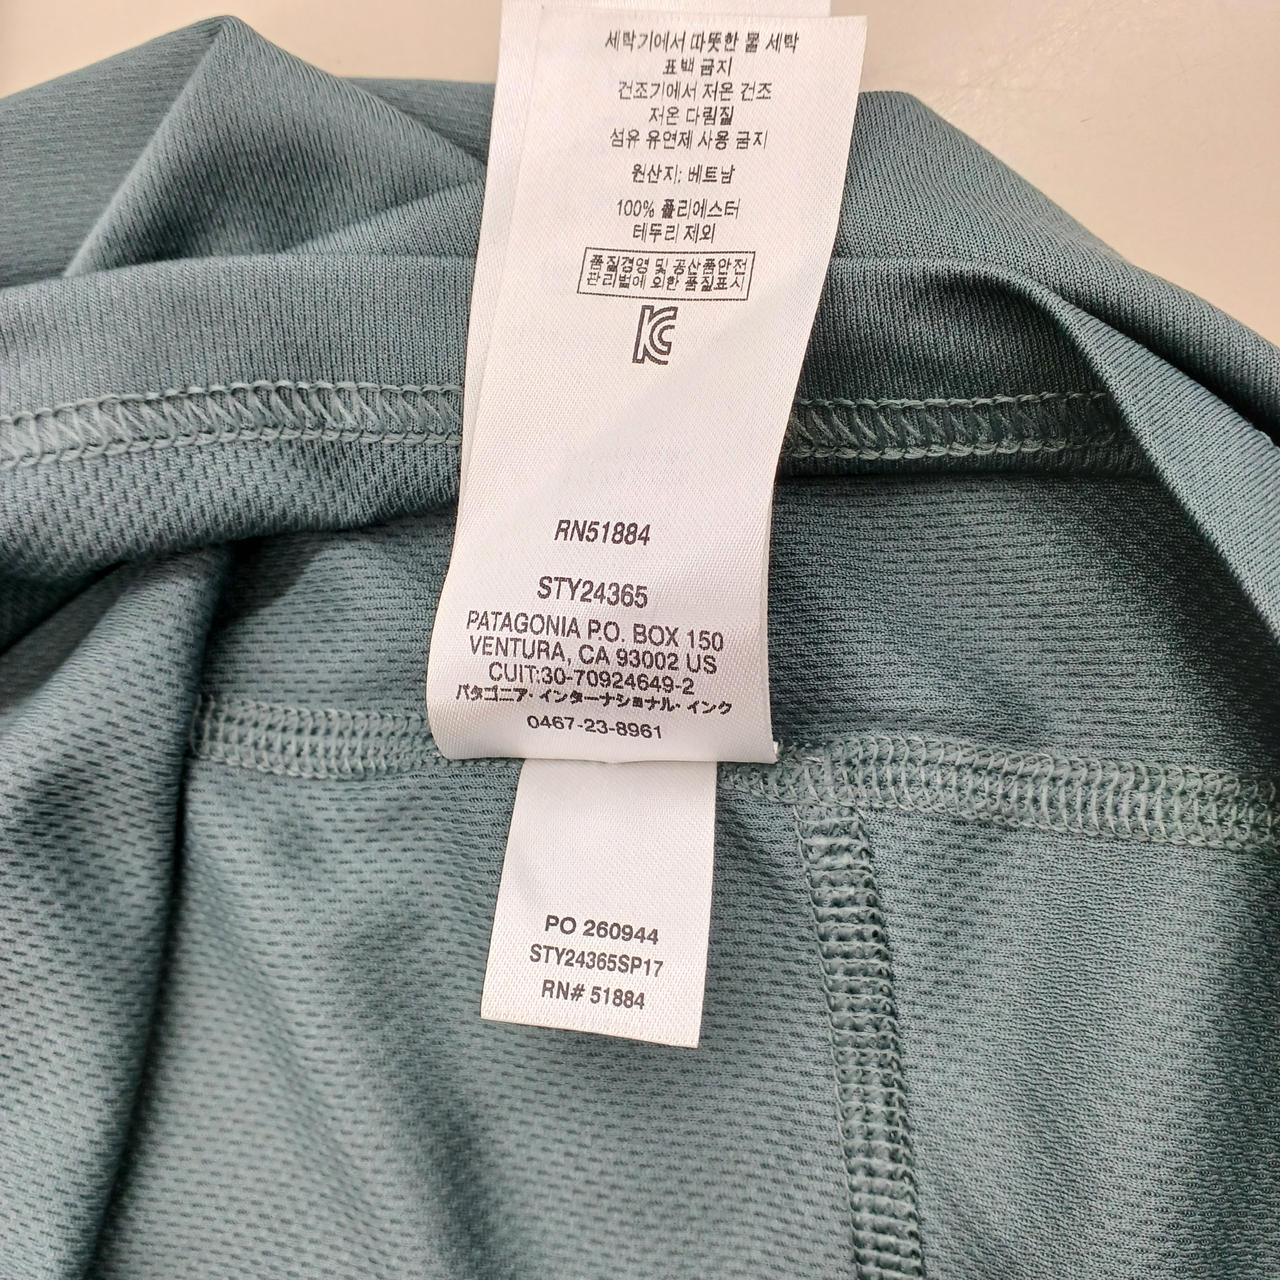 세탁기에서 따뜻한 물 세탁
표백 금지
건조기에서 저온 건조
저온 다림질
섬유 유연제 사용 금지
원산지: 베트남
100% 폴리에스터
테두리 제외
품질경영 및 공산품안전
관리법에 의한 품질표시
KC
RN51884
STY24365
PATAGONIA P.O. BOX 150
VENTURA, CA 93002 US
CUIT:30-70924649-2
パタゴニア・インターナショナル・インク
0467-23-8961
PO 260944
STY24365SP17
RN# 51884